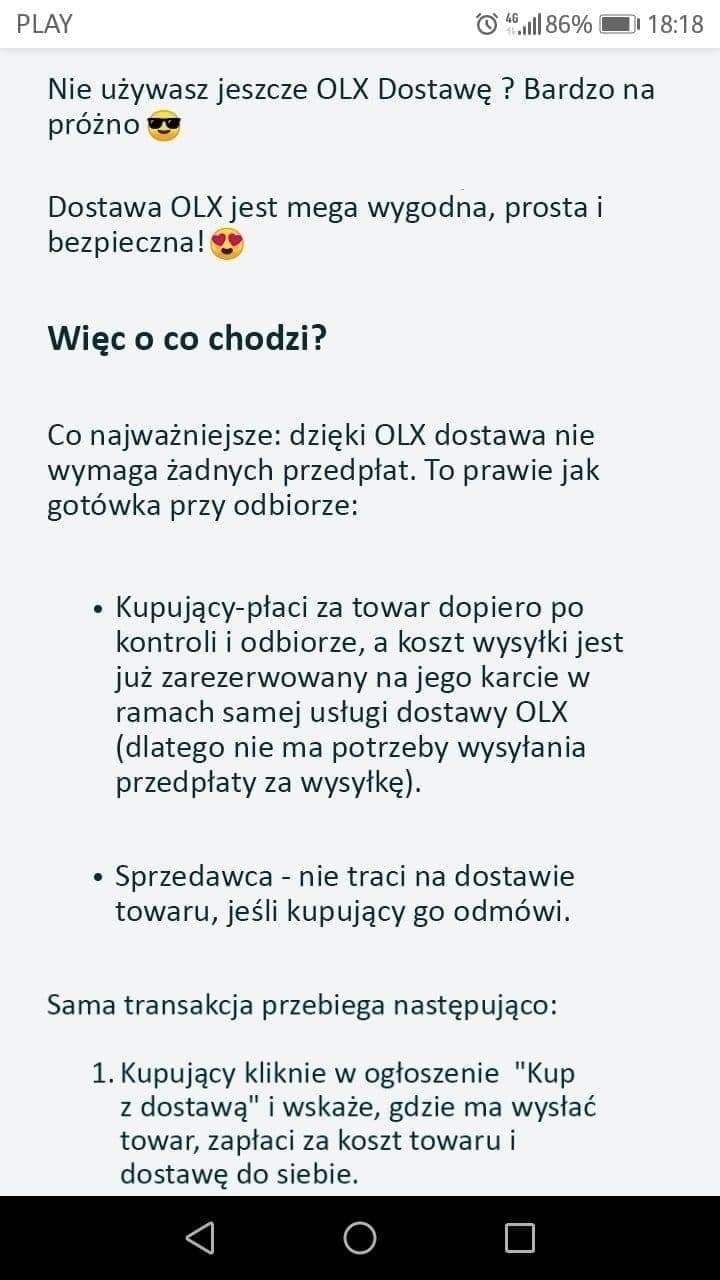 PLAY 4G 86% 18:18
Nie używasz jeszcze OLX Dostawę ? Bardzo na
próżno 😎
Dostawa OLX jest mega wygodna, prosta i
bezpieczna!😍
Więc o co chodzi?
Co najważniejsze: dzięki OLX dostawa nie
wymaga żadnych przedpłat. To prawie jak
gotówka przy odbiorze:
• Kupujący-płaci za towar dopiero po
kontroli i odbiorze, a koszt wysyłki jest
już zarezerwowany na jego karcie w
ramach samej usługi dostawy OLX
(dlatego nie ma potrzeby wysyłania
przedpłaty za wysyłkę).
• Sprzedawca - nie traci na dostawie
towaru, jeśli kupujący go odmówi.
Sama transakcja przebiega następująco:
1. Kupujący kliknie w ogłoszenie "Kup
z dostawą" i wskaże, gdzie ma wysłać
towar, zapłaci za koszt towaru i
dostawę do siebie.